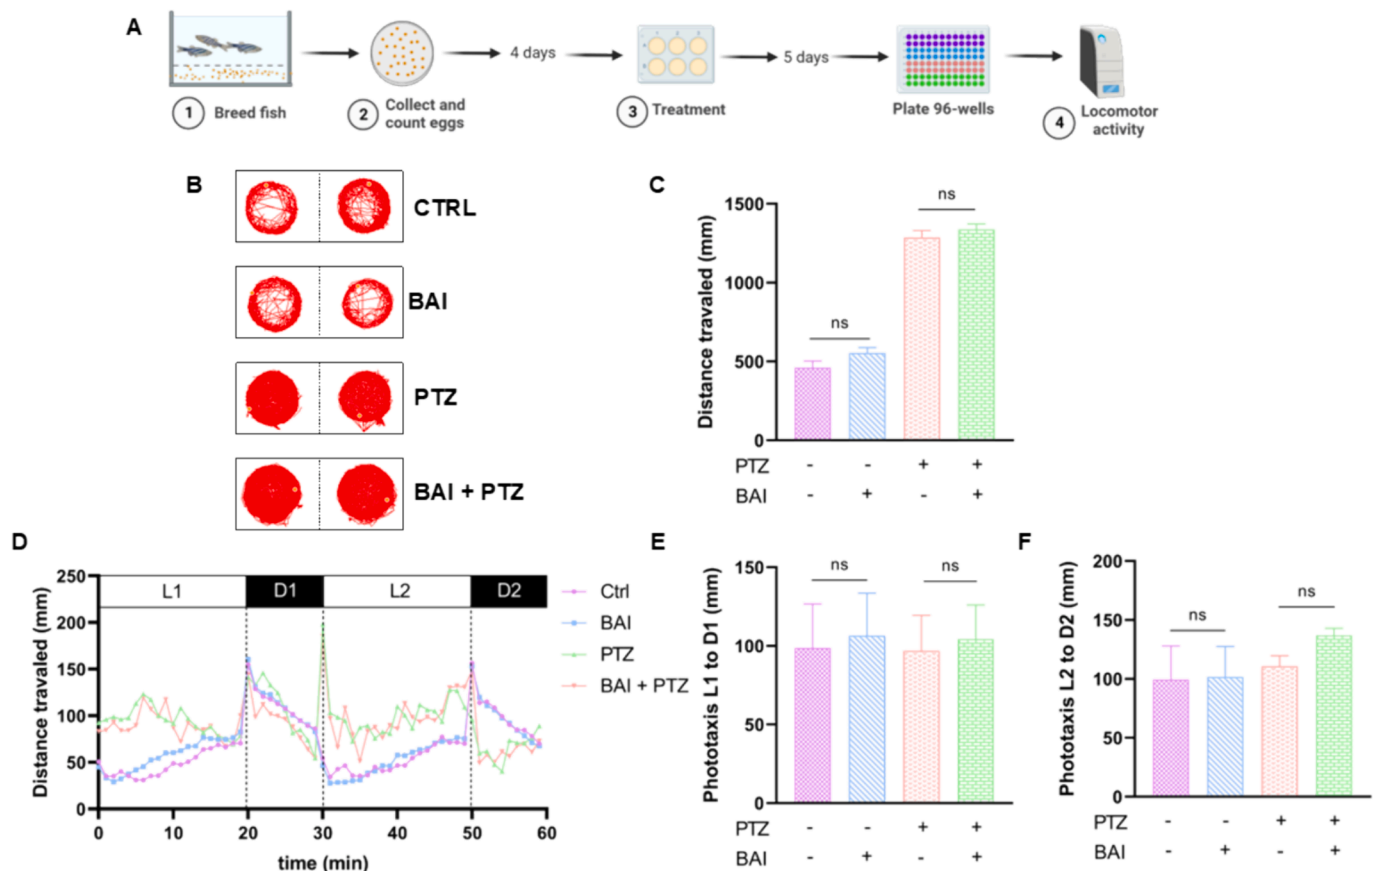 A
1 Breed fish
2 Collect and
count eggs
4 days
3 Treatment
5 days
Plate 96-wells
4 Locomotor
activity
B
CTRL
BAI
PTZ
BAI + PTZ
C
Distance travaled (mm)
1500
1000
500
0
ns
ns
PTZ - - + +
BAI - + - +
D
Distance travaled (mm)
250
200
150
100
50
0
L1 D1 L2 D2
0 10 20 30 40 50 60
time (min)
Ctrl
BAI
PTZ
BAI + PTZ
E
Phototaxis L1 to D1 (mm)
150
100
50
0
ns
ns
PTZ - - + +
BAI - + - +
F
Phototaxis L2 to D2 (mm)
200
150
100
50
0
ns
ns
PTZ - - + +
BAI - + - +